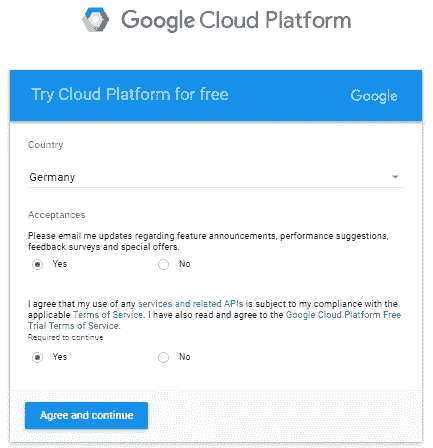 Google Cloud Platform
Try Cloud Platform for free
Google
Country
Germany
Acceptances
Please email me updates regarding feature announcements, performance suggestions,
feedback surveys and special offers.
Yes No
I agree that my use of any services and related APIs is subject to my compliance with the
applicable Terms of Service. I have also read and agree to the Google Cloud Platform Free
Trial Terms of Service.
Required to continue
Yes No
Agree and continue